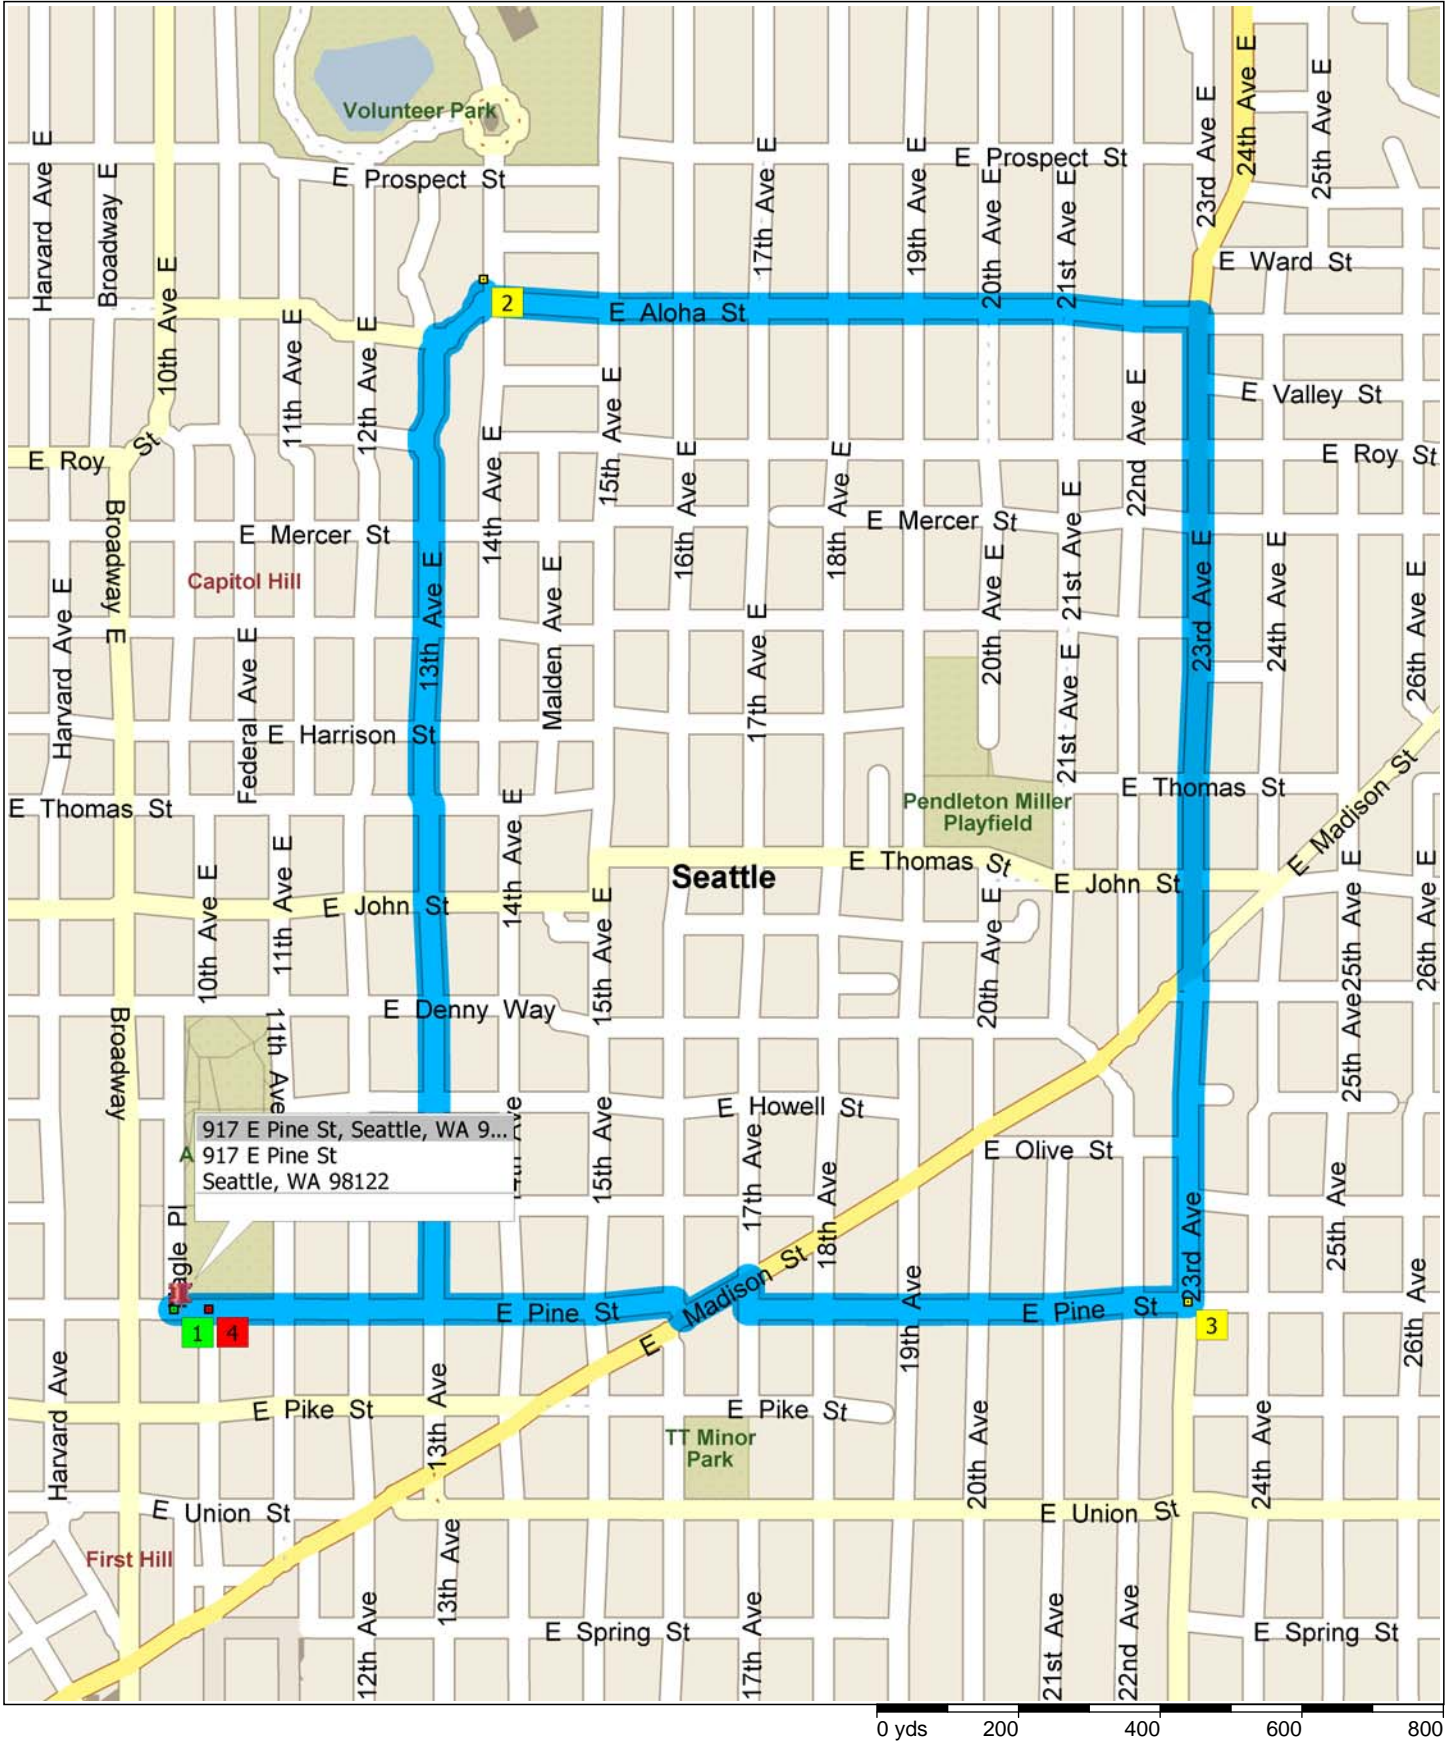 24th Ave E
25th Ave E
23rd Ave E
Volunteer Park
Harvard Ave E
Broadway E
10th Ave E
E Prospect St
17th Ave E
19th Ave E
E Prospect St
20th Ave E
21st Ave E
E Ward St
2
E Aloha St
11th Ave E
12th Ave E
15th Ave E
22nd Ave E
E Valley St
E Roy St
14th Ave E
16th Ave E
18th Ave E
E Roy St
Broadway E
E Mercer St
E Mercer St
21st Ave E
Capitol Hill
Harvard Ave E
Federal Ave E
13th Ave E
Malden Ave E
17th Ave E
20th Ave E
23rd Ave E
24th Ave E
26th Ave E
E Harrison St
21st Ave E
E Thomas St
14th Ave E
Pendleton Miller
Playfield
E Thomas St
E Madison St
10th Ave E
11th Ave E
E John St
Seattle
E Thomas St
E John St
15th Ave E
20th Ave E
25th Ave E
26th Ave E
E Denny Way
Broadway
11th Ave
25th Ave
E Howell St
917 E Pine St, Seattle, WA 9...
917 E Pine St
Seattle, WA 98122
15th Ave
17th Ave
18th Ave
E Olive St
23rd Ave
25th Ave
E Pine St
E Madison St
19th Ave
E Pine St
26th Ave
1
4
3
Harvard Ave
E Pike St
13th Ave
E Pike St
TT Minor
Park
20th Ave
24th Ave
E Union St
E Union St
First Hill
12th Ave
13th Ave
E Spring St
17th Ave
21st Ave
22nd Ave
E Spring St
0 yds
200
400
600
800